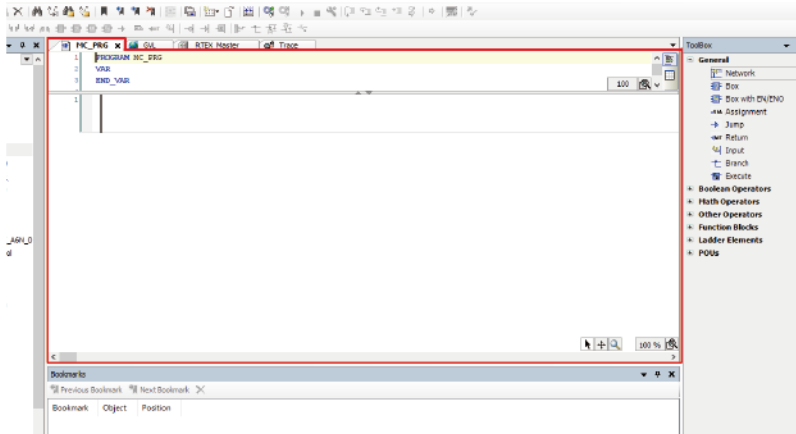 MC_PRG x GVL RTEX Master Trace
1 PROGRAM MC_PRG
2 VAR
3 END_VAR
100
1
100 %
_A6N_0
ol
ToolBox
General
Network
Box
Box with EN/ENO
Assignment
Jump
Return
Input
Branch
Execute
Boolean Operators
Math Operators
Other Operators
Function Blocks
Ladder Elements
POUs
Bookmarks
Previous Bookmark Next Bookmark
Bookmark Object Position